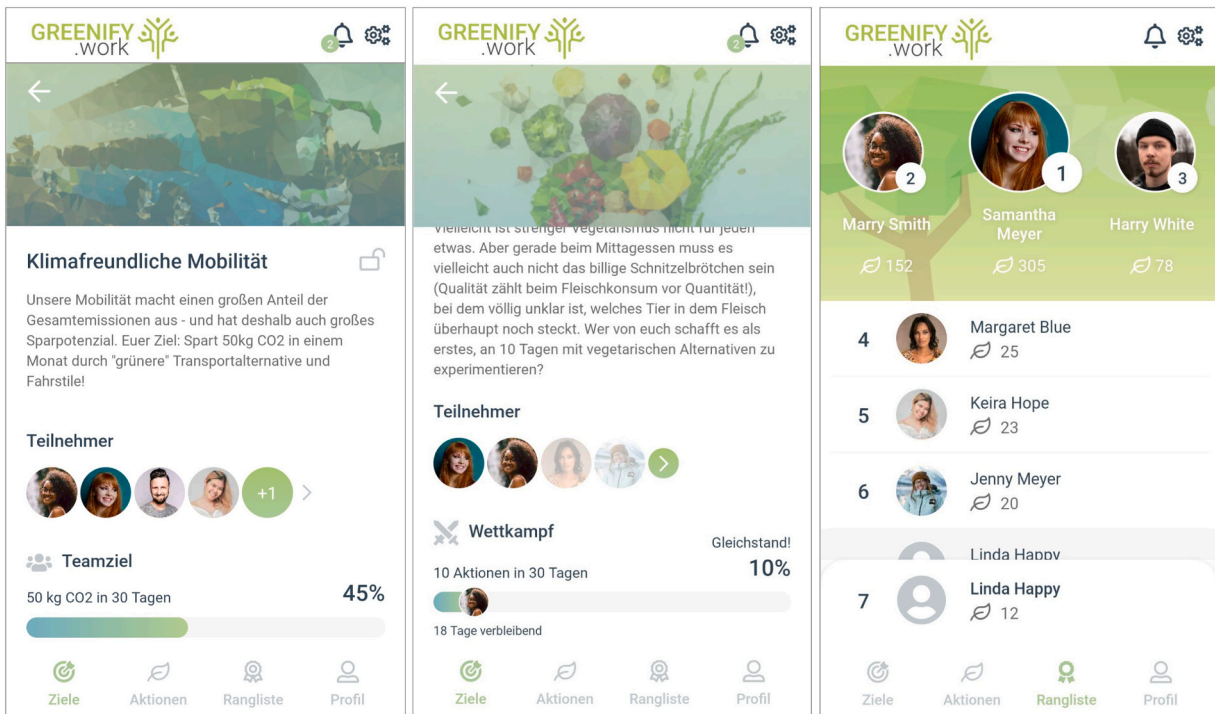 GREENIFY
.work
2
Klimafreundliche Mobilität
Unsere Mobilität macht einen großen Anteil der
Gesamtemissionen aus - und hat deshalb auch großes
Sparpotenzial. Euer Ziel: Spart 50kg CO2 in einem
Monat durch "grünere" Transportalternative und
Fahrstile!
Teilnehmer
+1
Teamziel
50 kg CO2 in 30 Tagen
45%
Ziele
Aktionen
Rangliste
Profil
GREENIFY
.work
2
Vielleicht ist strenger Vegetarismus nicht für jeden
etwas. Aber gerade beim Mittagessen muss es
vielleicht auch nicht das billige Schnitzelbrötchen sein
(Qualität zählt beim Fleischkonsum vor Quantität!),
bei dem völlig unklar ist, welches Tier in dem Fleisch
überhaupt noch steckt. Wer von euch schafft es als
erstes, an 10 Tagen mit vegetarischen Alternativen zu
experimentieren?
Teilnehmer
Wettkampf
Gleichstand!
10 Aktionen in 30 Tagen
10%
18 Tage verbleibend
Ziele
Aktionen
Rangliste
Profil
GREENIFY
.work
2
1
3
Marry Smith
Samantha
Meyer
Harry White
152
305
78
4
Margaret Blue
25
5
Keira Hope
23
6
Jenny Meyer
20
Linda Happy
7
Linda Happy
12
Ziele
Aktionen
Rangliste
Profil